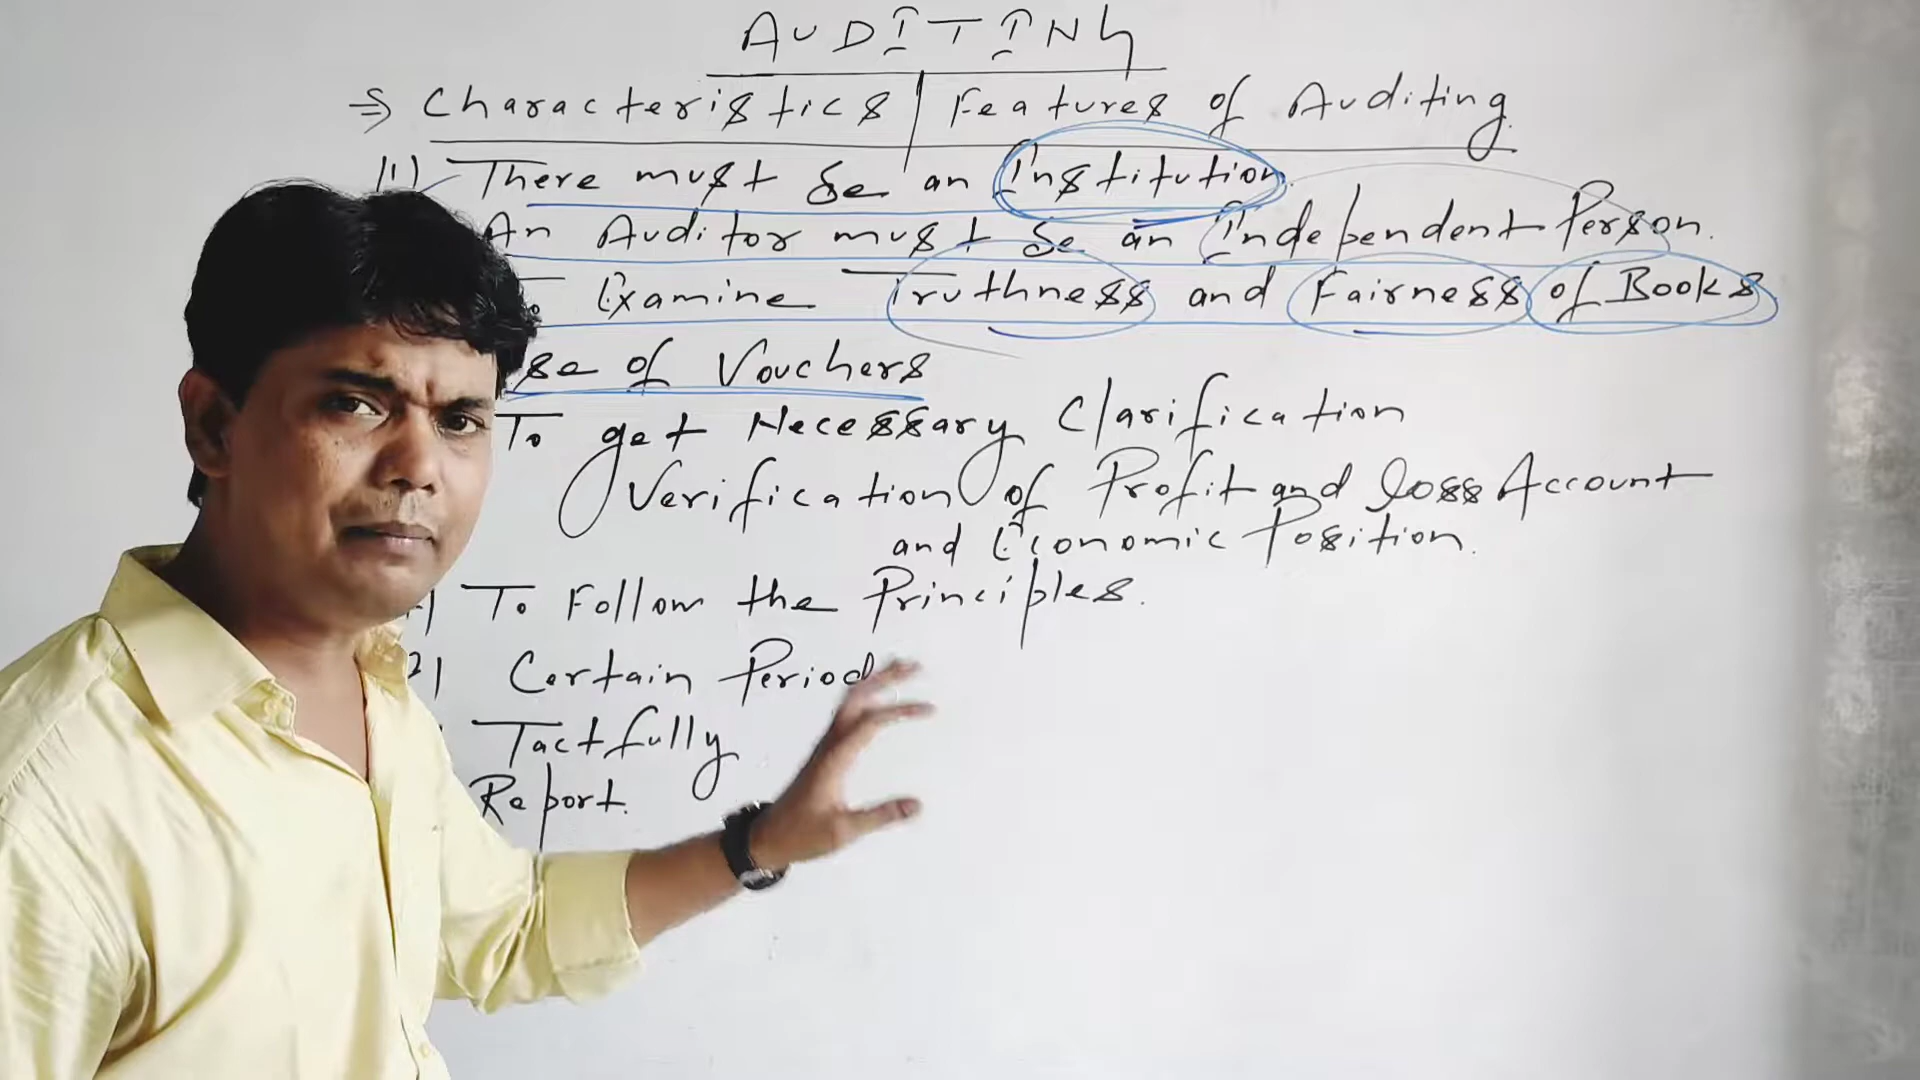 AUDITING
⇒ Characteristics | Features of Auditing.
(1) There must be an Institution.
An Auditor must be an Independent Person.
To Examine Truthness and Fairness of Books
se of Vouchers
To get Necessary Clarification
Verification of Profit and loss Account
and Economic Position.
) To Follow the Principles.
) Certain Period
Tactfully
Report.